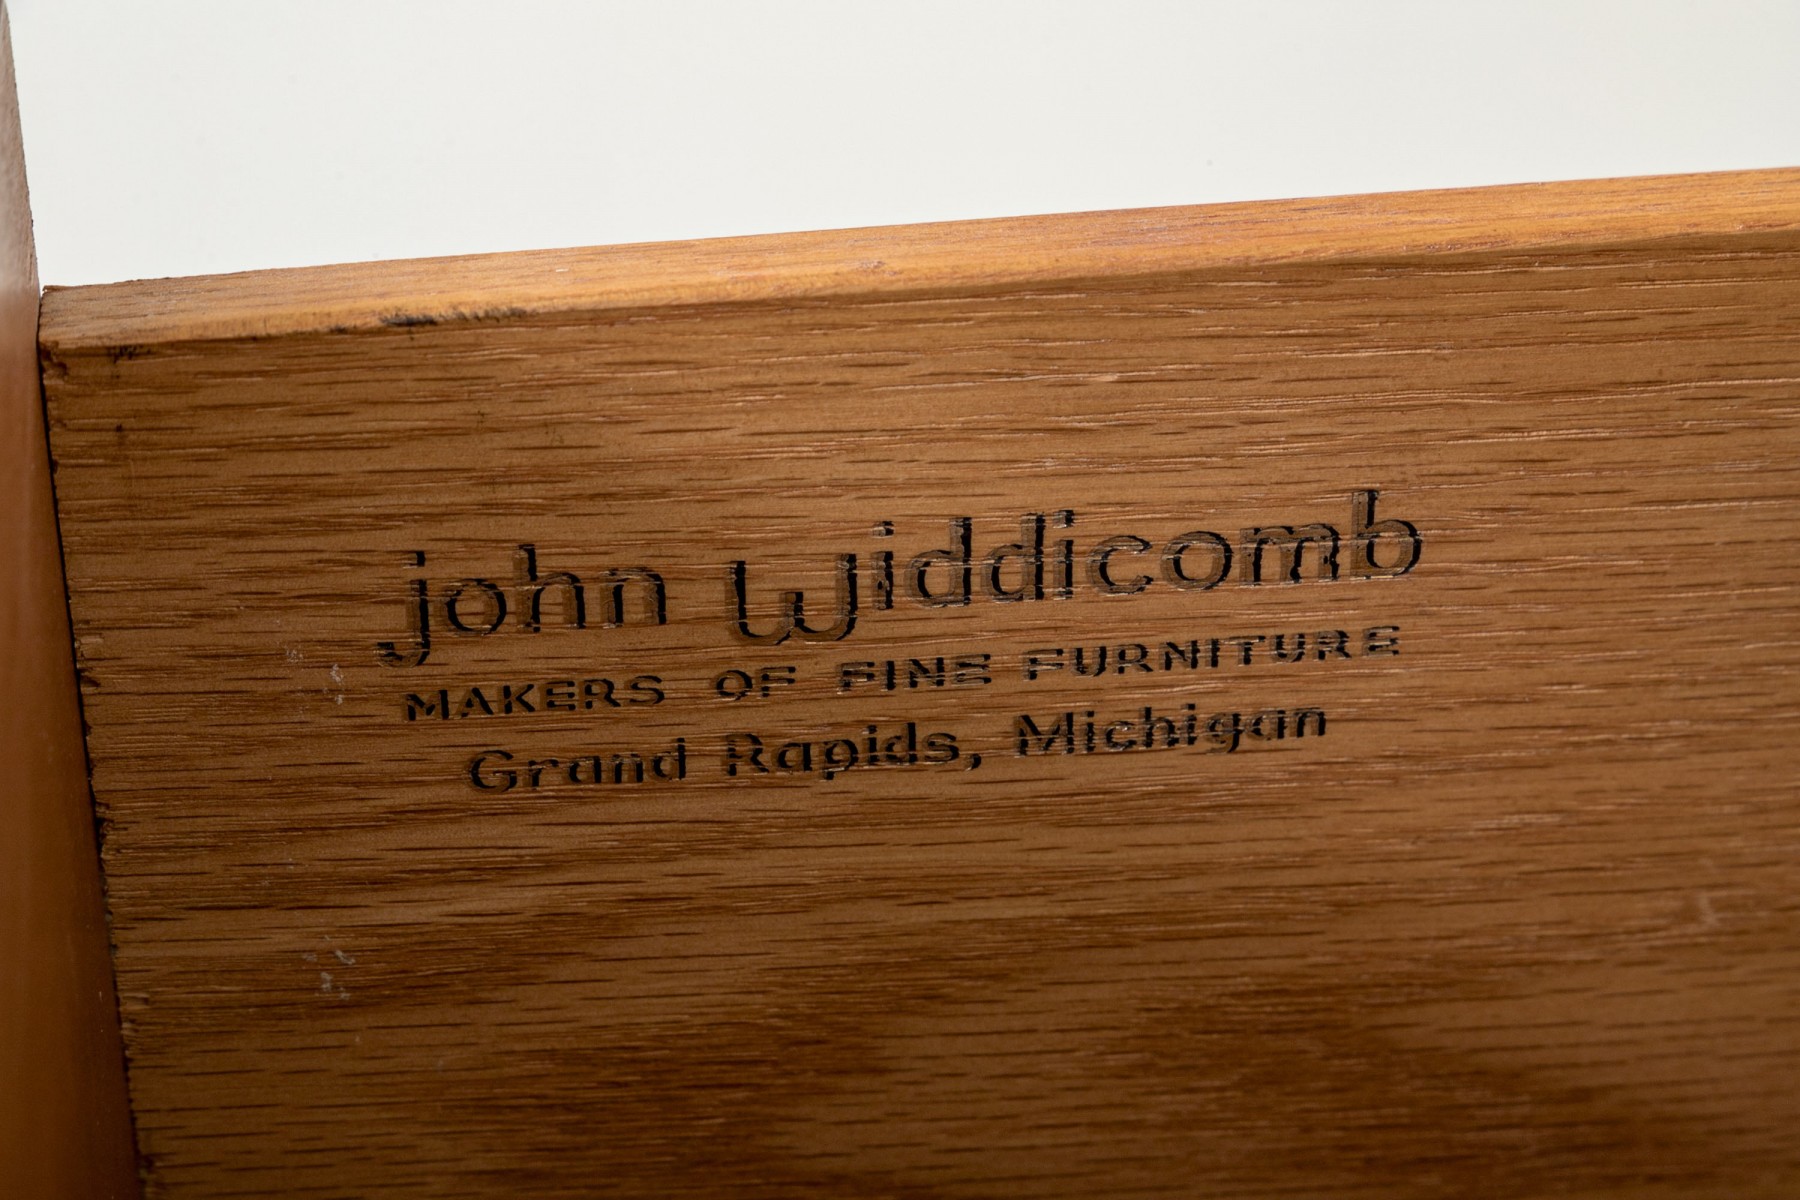 john Widdicomb
MAKERS OF FINE FURNITURE
Grand Rapids, Michigan